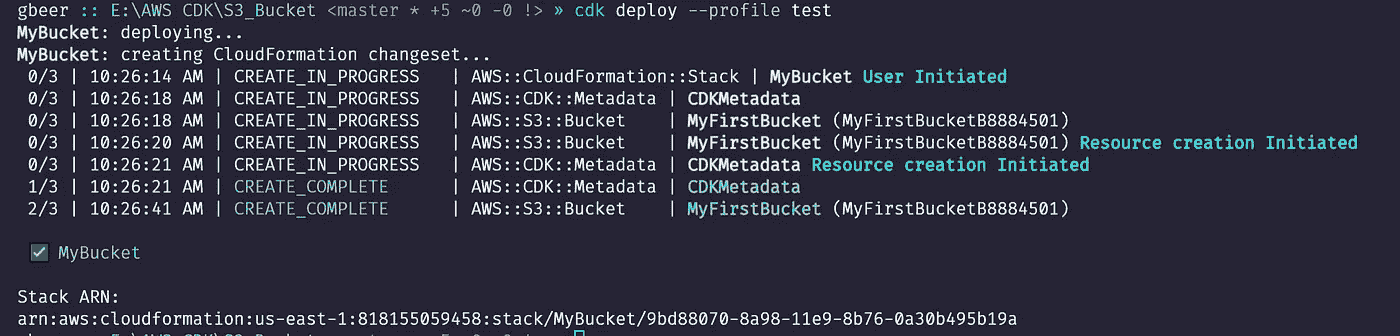 gbeer :: E:\AWS CDK\S3_Bucket <master * +5 ~0 -0 !> » cdk deploy --profile test
MyBucket: deploying...
MyBucket: creating CloudFormation changeset...
0/3 | 10:26:14 AM | CREATE_IN_PROGRESS | AWS::CloudFormation::Stack | MyBucket User Initiated
0/3 | 10:26:18 AM | CREATE_IN_PROGRESS | AWS::CDK::Metadata | CDKMetadata
0/3 | 10:26:18 AM | CREATE_IN_PROGRESS | AWS::S3::Bucket | MyFirstBucket (MyFirstBucketB8884501)
0/3 | 10:26:20 AM | CREATE_IN_PROGRESS | AWS::S3::Bucket | MyFirstBucket (MyFirstBucketB8884501) Resource creation Initiated
0/3 | 10:26:21 AM | CREATE_IN_PROGRESS | AWS::CDK::Metadata | CDKMetadata Resource creation Initiated
1/3 | 10:26:21 AM | CREATE_COMPLETE | AWS::CDK::Metadata | CDKMetadata
2/3 | 10:26:41 AM | CREATE_COMPLETE | AWS::S3::Bucket | MyFirstBucket (MyFirstBucketB8884501)
✓ MyBucket
Stack ARN:
arn:aws:cloudformation:us-east-1:818155059458:stack/MyBucket/9bd88070-8a98-11e9-8b76-0a30b495b19a